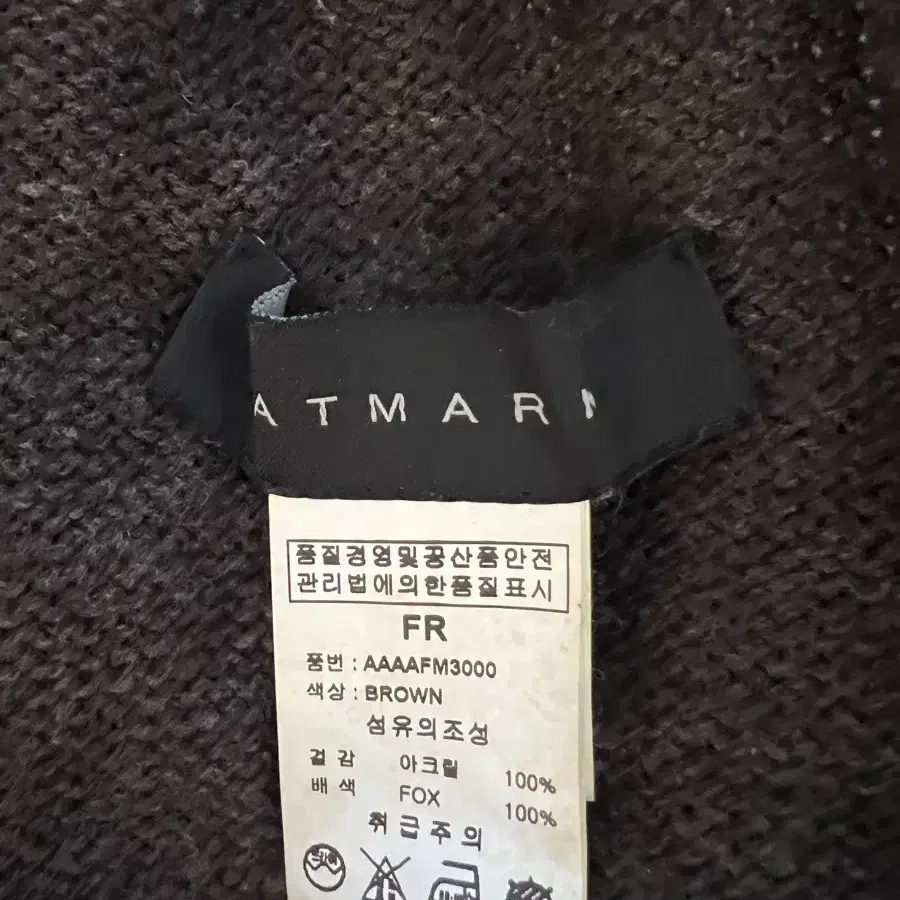 ATMAR
품질경영및공산품안전
관리법에의한품질표시
FR
품번 : AAAAFM3000
색상 : BROWN
섬유의조성
겉감 아크릴 100%
배색 FOX 100%
취급주의